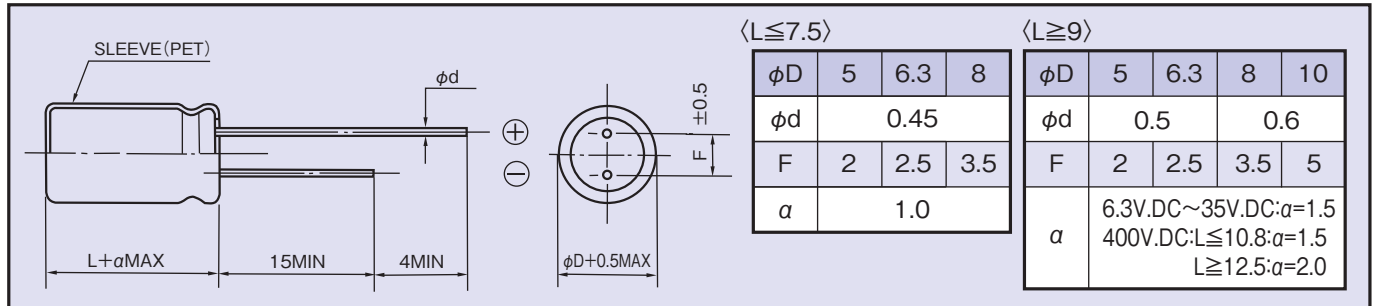 SLEEVE(PET)
φd
⊕
⊖
L+αMAX
15MIN
4MIN
F ±0.5
φD+0.5MAX
〈L≦7.5〉
φD 5 6.3 8
φd 0.45
F 2 2.5 3.5
α 1.0
〈L≧9〉
φD 5 6.3 8 10
φd 0.5 0.6
F 2 2.5 3.5 5
α 6.3V.DC～35V.DC:α=1.5
400V.DC:L≦10.8:α=1.5
L≧12.5:α=2.0